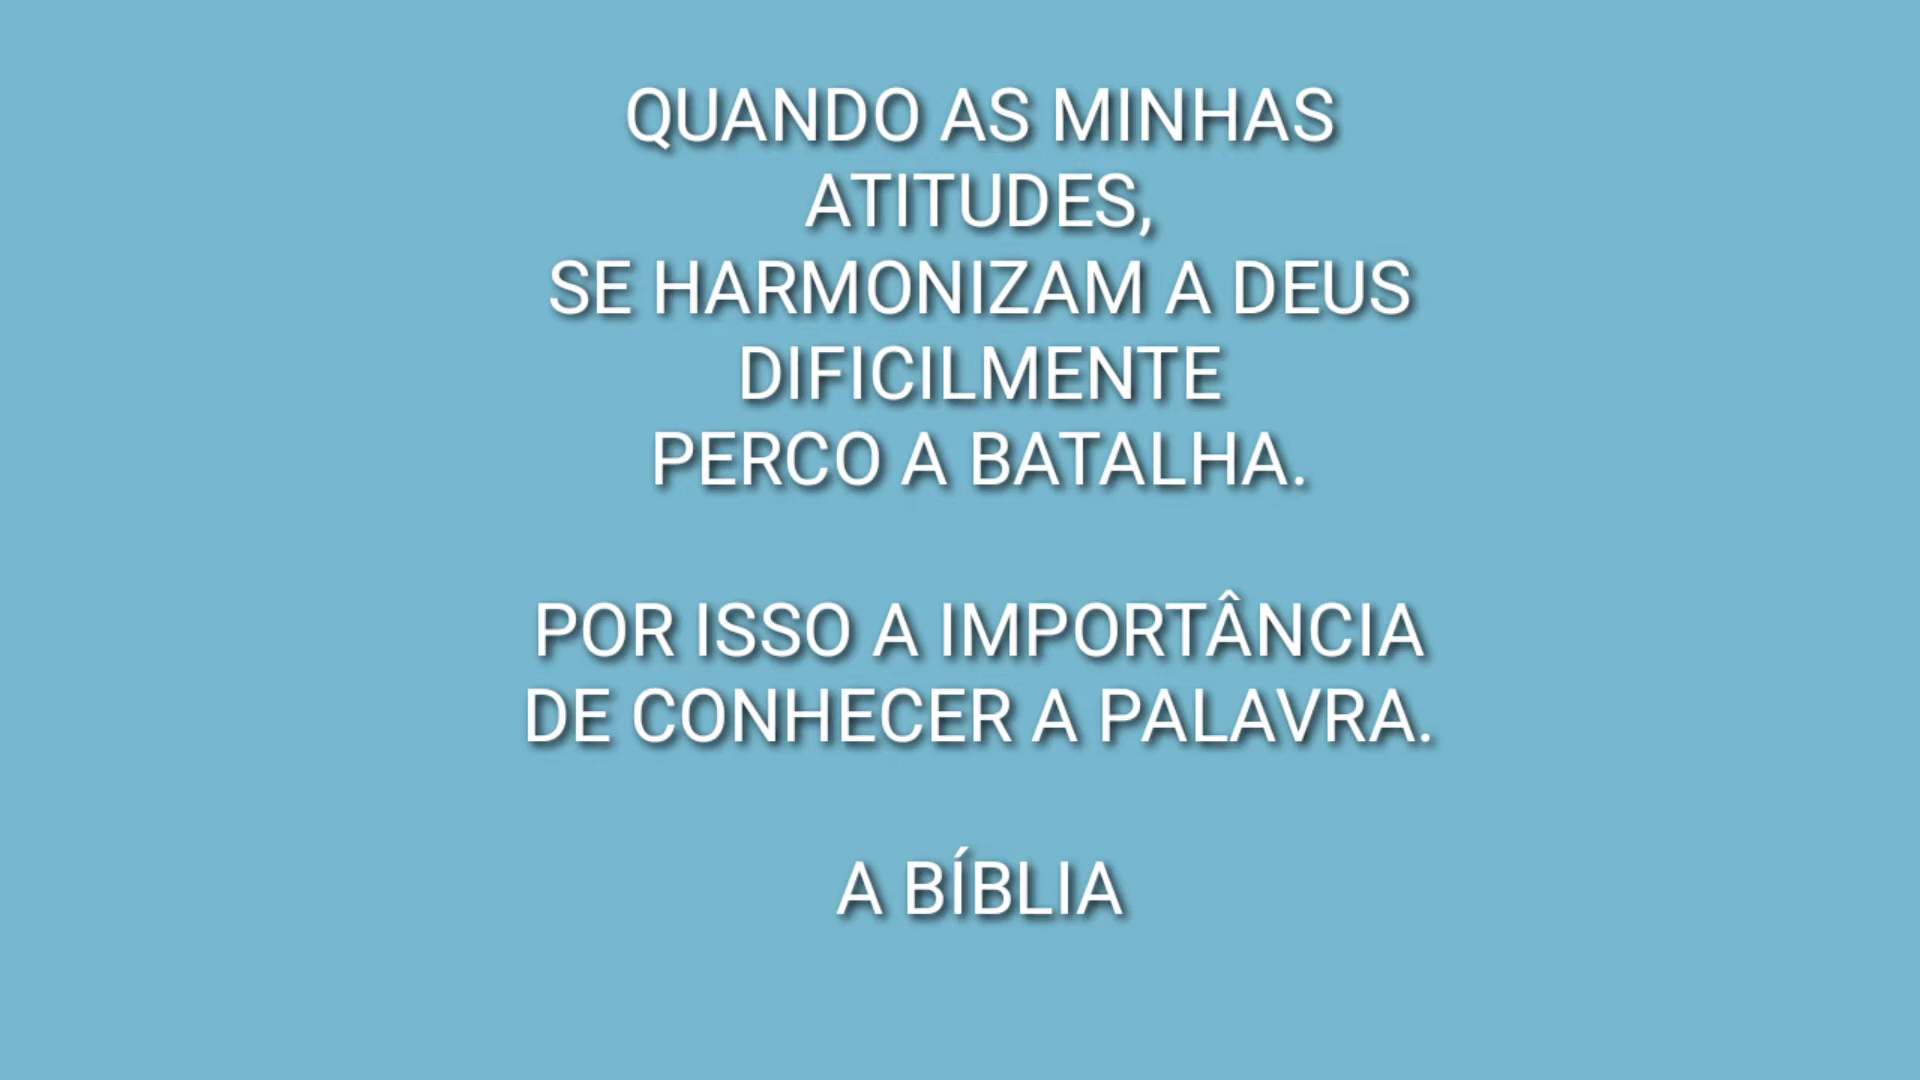 QUANDO AS MINHAS
ATITUDES,
SE HARMONIZAM A DEUS
DIFICILMENTE
PERCO A BATALHA.
POR ISSO A IMPORTÂNCIA
DE CONHECER A PALAVRA.
A BÍBLIA